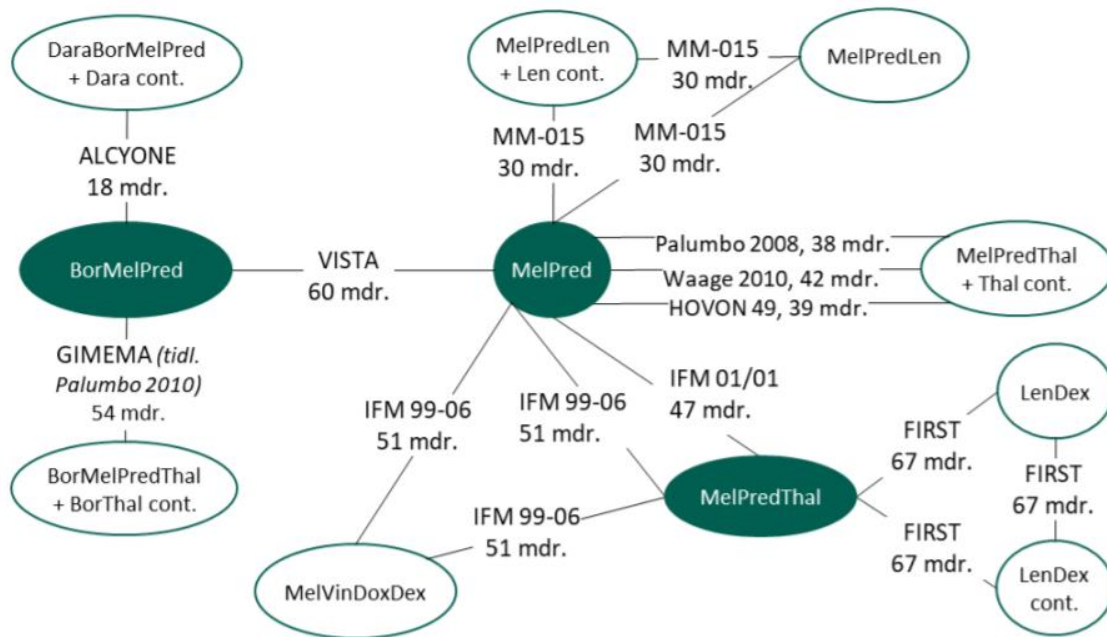 DaraBorMelPred
+ Dara cont.
MelPredLen
+ Len cont.
MM-015
30 mdr.
MelPredLen
ALCYONE
18 mdr.
MM-015
30 mdr.
MM-015
30 mdr.
BorMelPred
VISTA
60 mdr.
MelPred
Palumbo 2008, 38 mdr.
Waage 2010, 42 mdr.
HOVON 49, 39 mdr.
MelPredThal
+ Thal cont.
GIMEMA (tidl.
Palumbo 2010)
54 mdr.
IFM 99-06
51 mdr.
IFM 99-06
51 mdr.
IFM 01/01
47 mdr.
LenDex
BorMelPredThal
+ BorThal cont.
MelPredThal
FIRST
67 mdr.
FIRST
67 mdr.
IFM 99-06
51 mdr.
FIRST
67 mdr.
MelVinDoxDex
LenDex
cont.